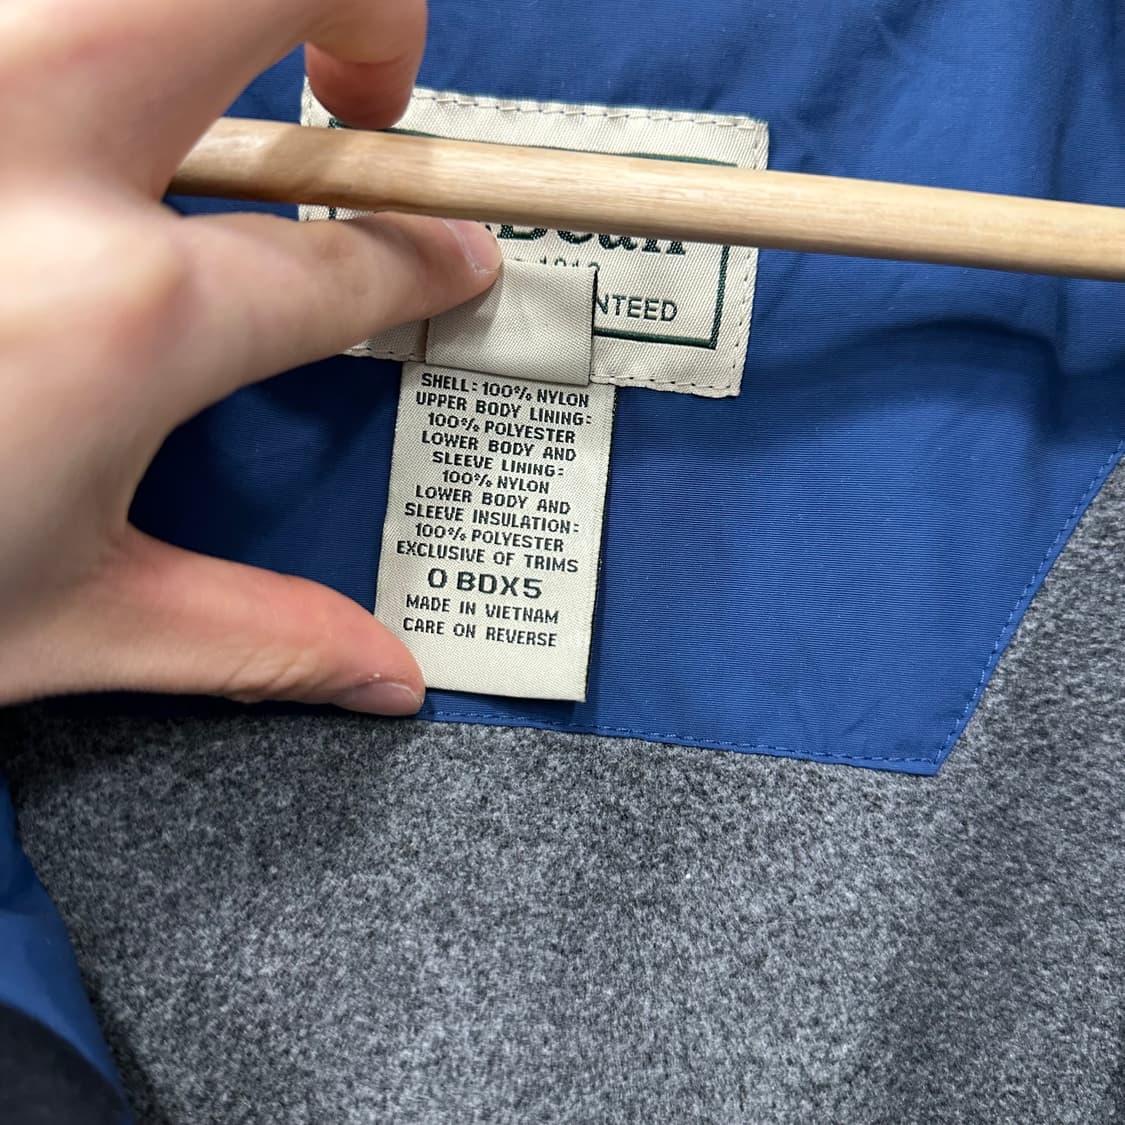 NTEED
SHELL: 100% NYLON
UPPER BODY LINING:
100% POLYESTER
LOWER BODY AND
SLEEVE LINING:
100% NYLON
LOWER BODY AND
SLEEVE INSULATION:
100% POLYESTER
EXCLUSIVE OF TRIMS
0 BDX5
MADE IN VIETNAM
CARE ON REVERSE